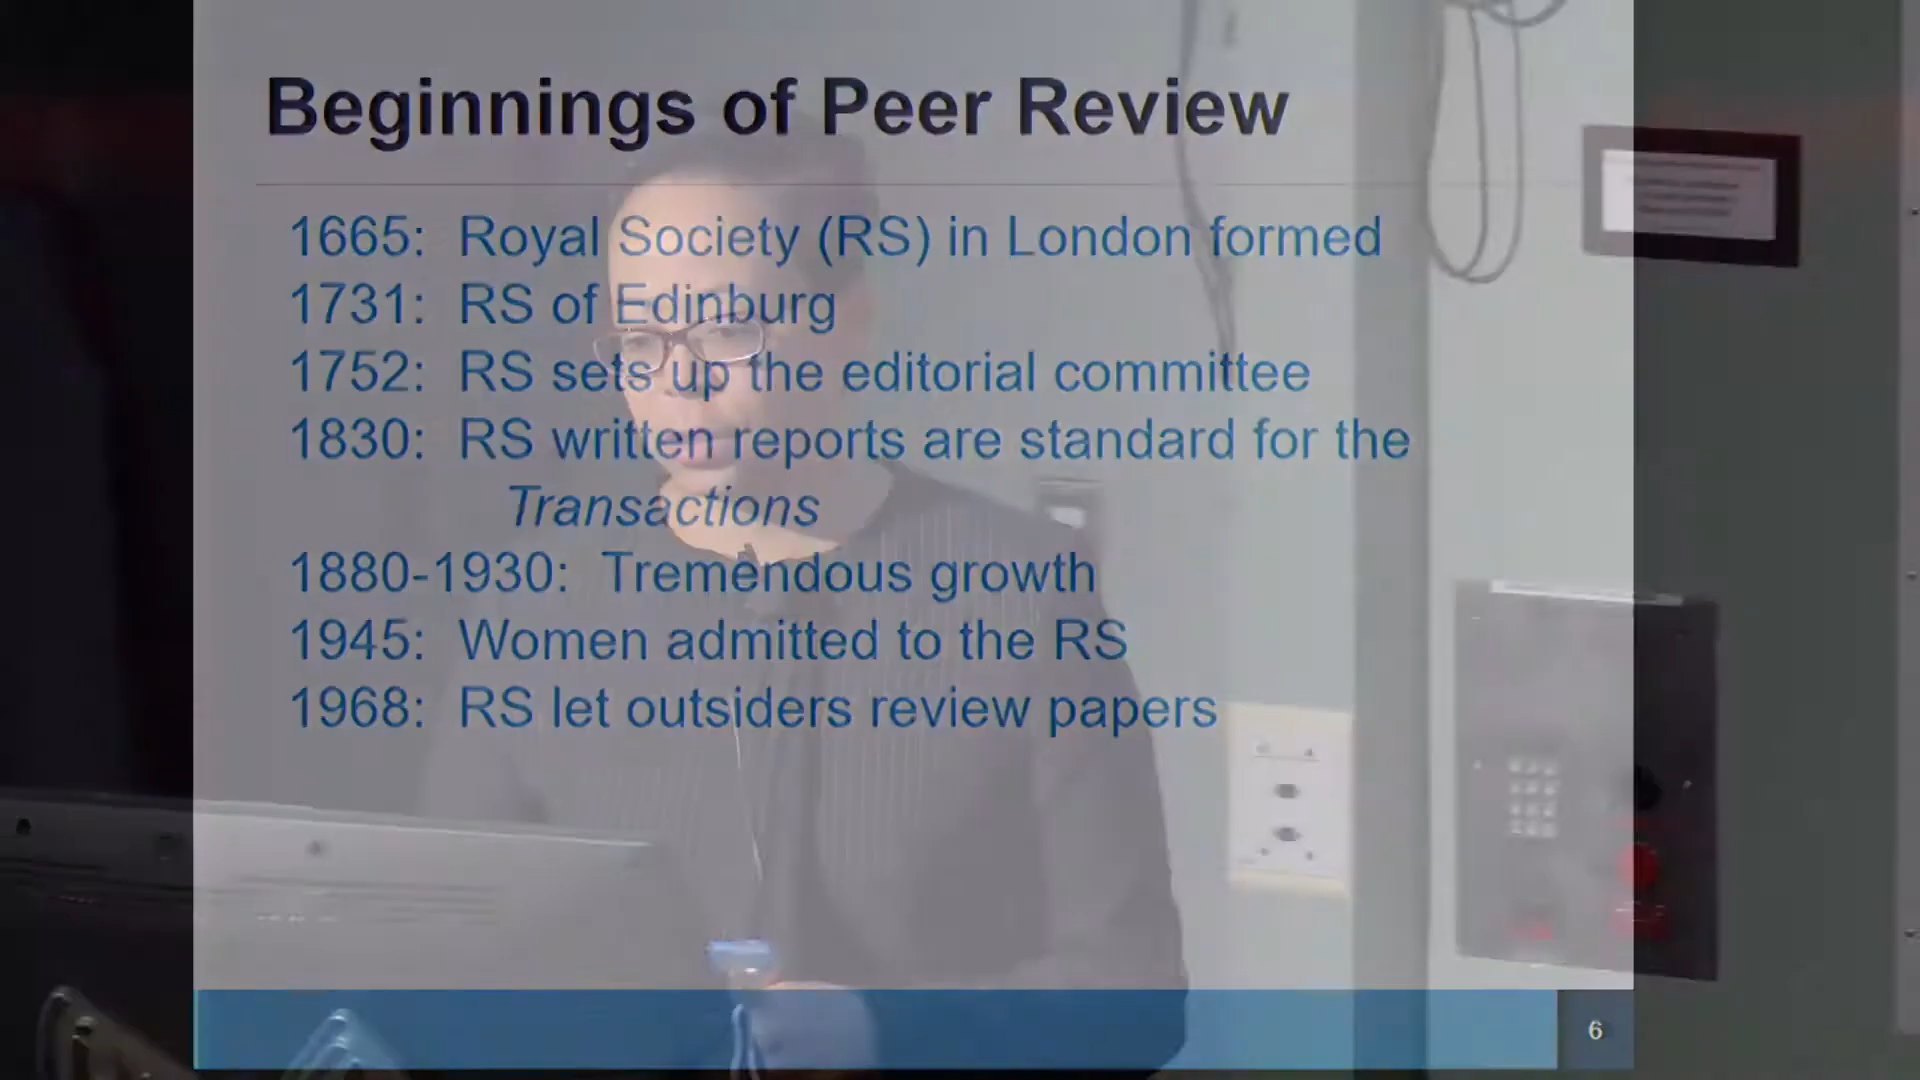 Beginnings of Peer Review
1665: Royal Society (RS) in London formed
1731: RS of Edinburg
1752: RS sets up the editorial committee
1830: RS written reports are standard for the
Transactions
1880-1930: Tremendous growth
1945: Women admitted to the RS
1968: RS let outsiders review papers
6